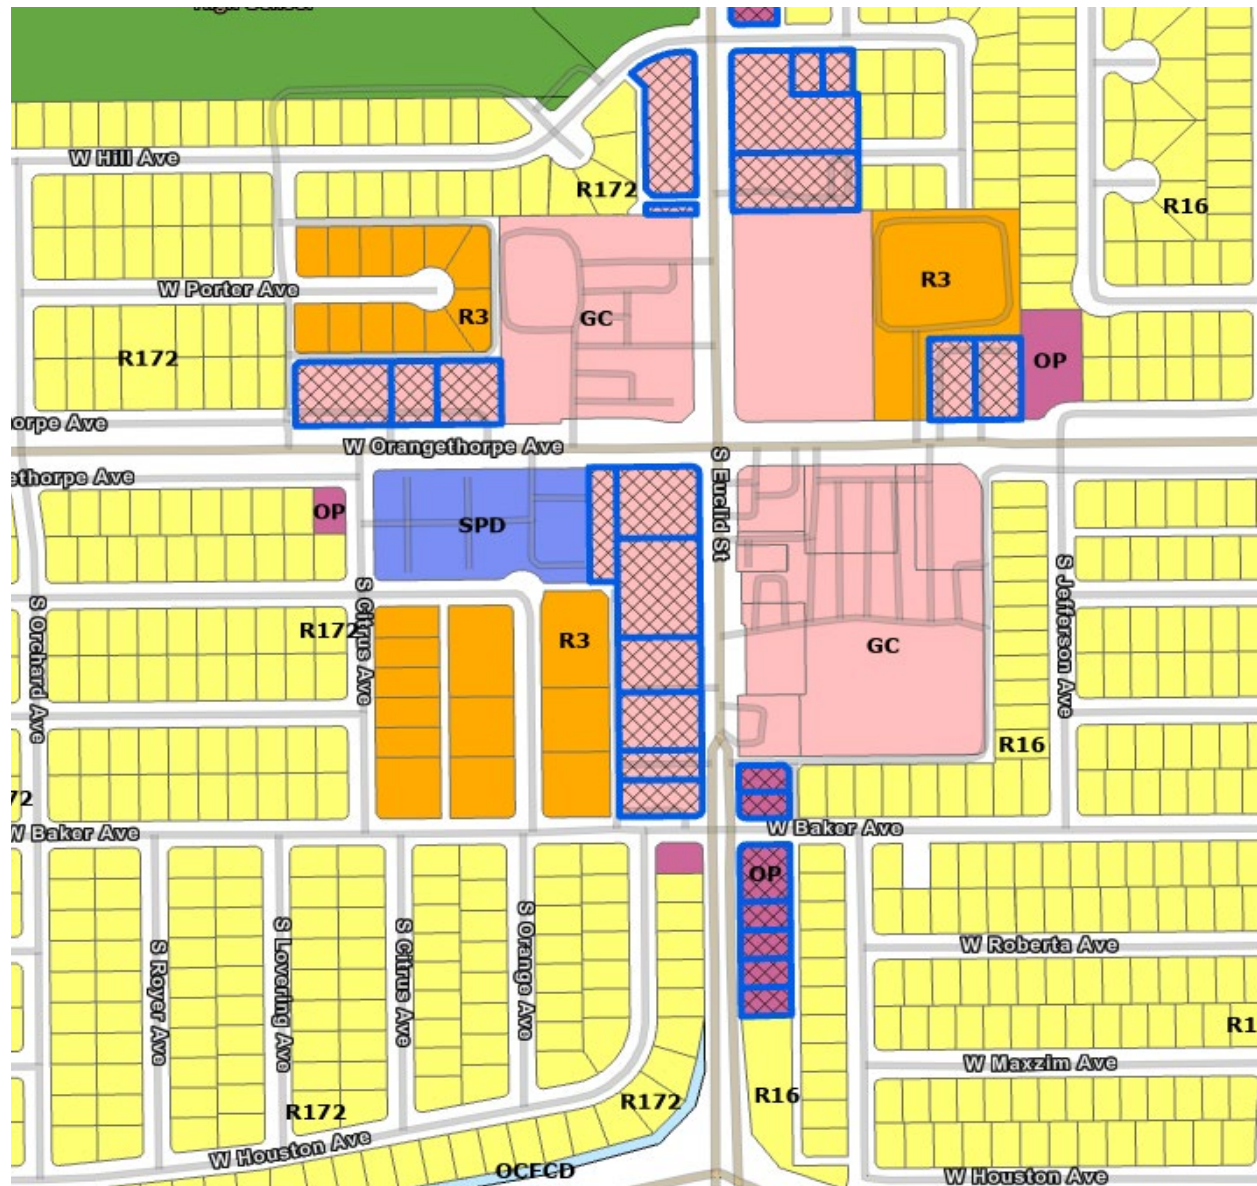 High School
W Hill Ave
R172
R16
W Porter Ave
R3
R3
GC
R172
OP
orpe Ave
W Orangethorpe Ave
S Euclid St
ethorpe Ave
OP
SPD
S Orchard Ave
S Citrus Ave
R172
R3
GC
S Jefferson Ave
R16
72
W Baker Ave
W Baker Ave
OP
S Royer Ave
S Lovering Ave
S Citrus Ave
S Orange Ave
W Roberta Ave
R1
W Maxzim Ave
R172
R172
R16
W Houston Ave
OCFCD
W Houston Ave